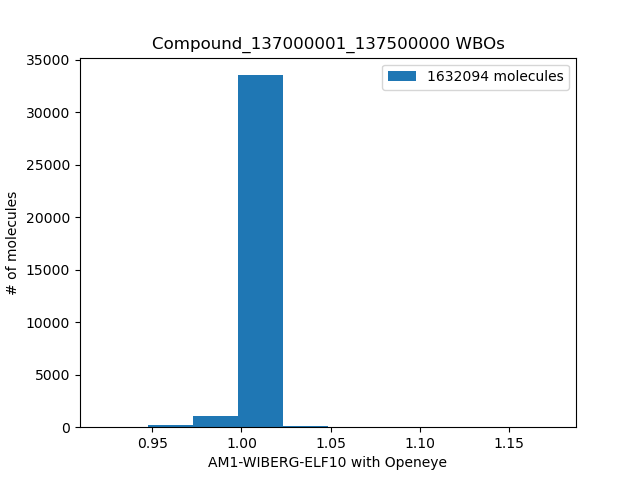 Compound_137000001_137500000 WBOs
1632094 molecules
# of molecules
35000
30000
25000
20000
15000
10000
5000
0
0.95 1.00 1.05 1.10 1.15
AM1-WIBERG-ELF10 with Openeye